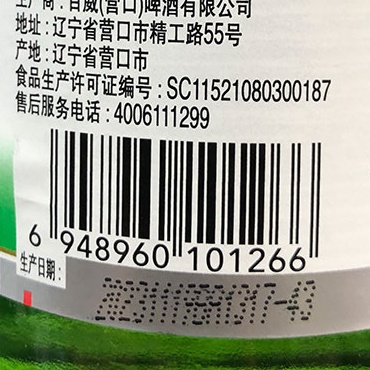 生产商：百威(营口)啤酒有限公司
地址：辽宁省营口市精工路55号
产地：辽宁省营口市
食品生产许可证编号：SC11521080300187
售后服务电话：4006111299
6 948960 101266
生产日期：